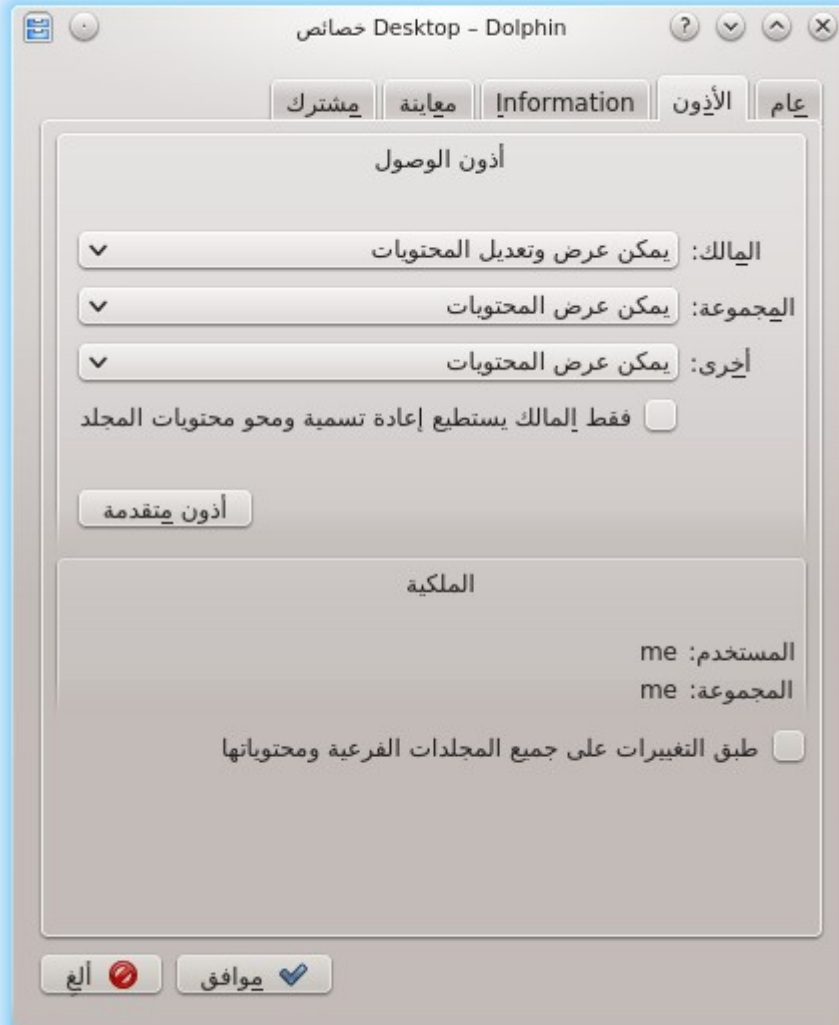 خصائص Desktop – Dolphin
عام الأذون Information معاينة مشترك
أذون الوصول
المالك: يمكن عرض وتعديل المحتويات
المجموعة: يمكن عرض المحتويات
أخرى: يمكن عرض المحتويات
فقط المالك يستطيع إعادة تسمية ومحو محتويات المجلد
أذون متقدمة
الملكية
المستخدم: me
المجموعة: me
طبق التغييرات على جميع المجلدات الفرعية ومحتوياتها
موافق ألغِ